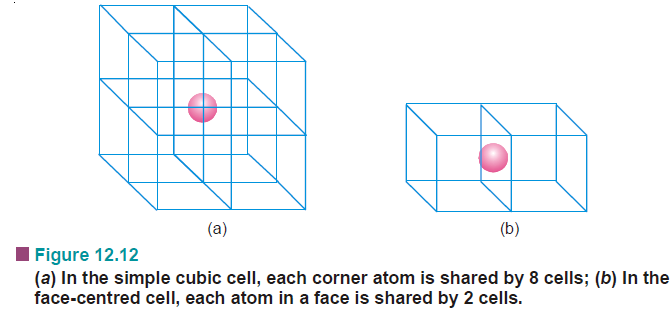 (a)
(b)
Figure 12.12
(a) In the simple cubic cell, each corner atom is shared by 8 cells; (b) In the
face-centred cell, each atom in a face is shared by 2 cells.